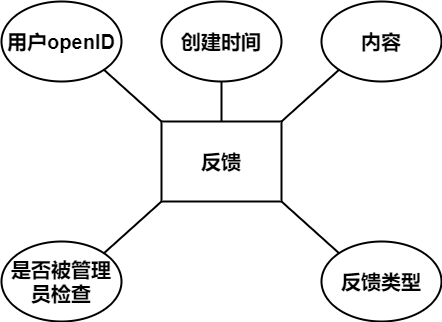 用户openID
创建时间
内容
反馈
是否被管理
员检查
反馈类型